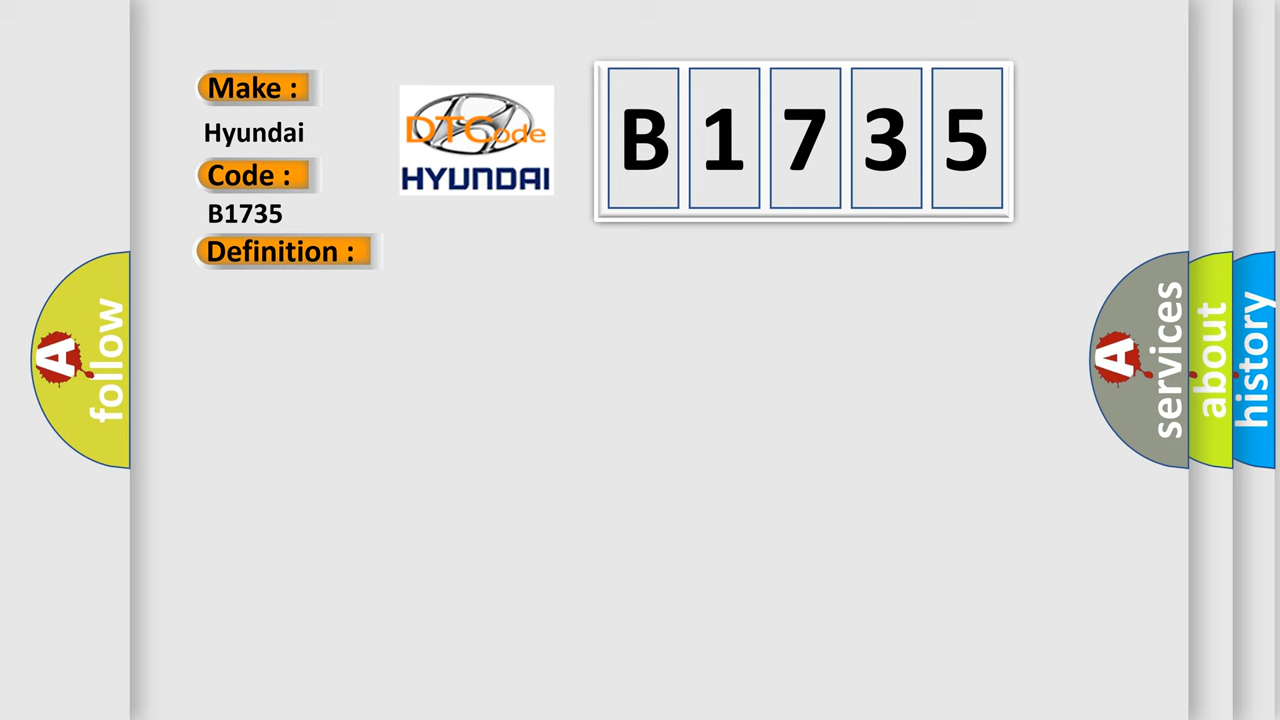 Make :
Hyundai
Code :
B1735
Definition :
DTCode
HYUNDAI
B 1 7 3 5
A follow
A services
about
history